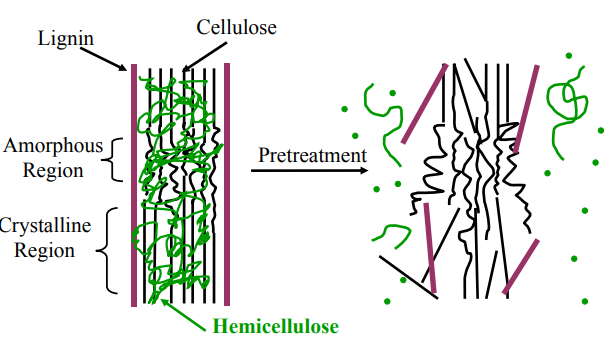 Lignin
Cellulose
Amorphous
Region
Pretreatment
Crystalline
Region
Hemicellulose